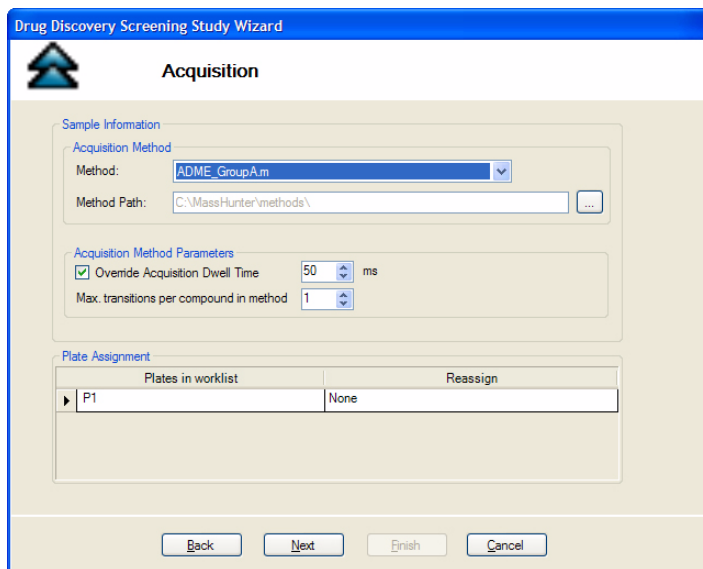 Drug Discovery Screening Study Wizard
Acquisition
Sample Information
Acquisition Method
Method: ADME_GroupA.m
Method Path: C:\MassHunter\methods\ ...
Acquisition Method Parameters
Override Acquisition Dwell Time 50 ms
Max. transitions per compound in method 1
Plate Assignment
Plates in worklist Reassign
P1 None
Back Next Finish Cancel